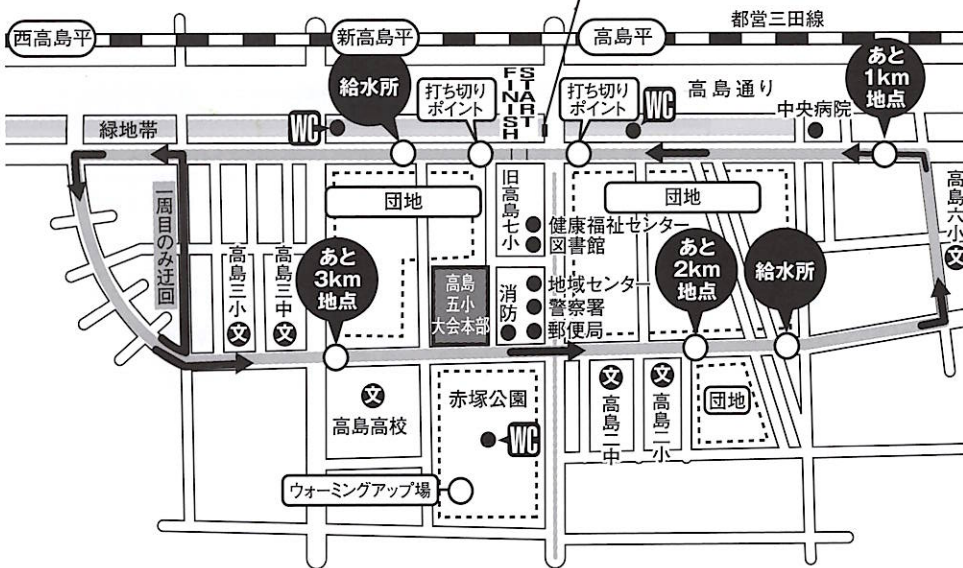 都営三田線
西高島平
新高島平
高島平
給水所
打ち切り
ポイント
FINISH
START
打ち切り
ポイント
WC
高島通り
中央病院
あと
1km
地点
緑地帯
WC
一周目のみ迂回
団地
旧高島七小
団地
健康福祉センター
図書館
高島六小
文
高島三小
文
高島三中
文
あと
3km
地点
高島
五小
大会本部
消防
地域センター
警察署
郵便局
あと
2km
地点
給水所
文
高島高校
赤塚公園
WC
文
高島二中
文
高島二小
団地
ウォーミングアップ場